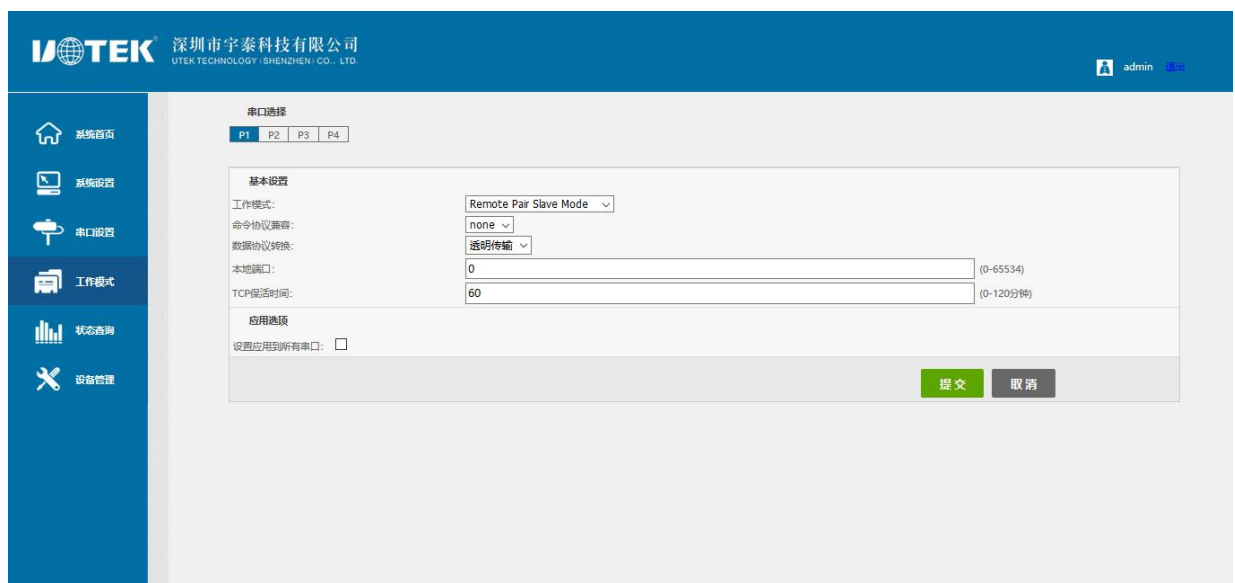 UTEK® 深圳市宇泰科技有限公司
UTEK TECHNOLOGY (SHENZHEN) CO., LTD.
admin 退出
系统首页
系统设置
串口设置
工作模式
状态查询
设备管理
串口选择
P1 P2 P3 P4
基本设置
工作模式: Remote Pair Slave Mode
命令协议兼容: none
数据协议转换: 透明传输
本地端口: 0 (0-65534)
TCP保活时间: 60 (0-120分钟)
应用选项
设置应用到所有串口:
提交 取消